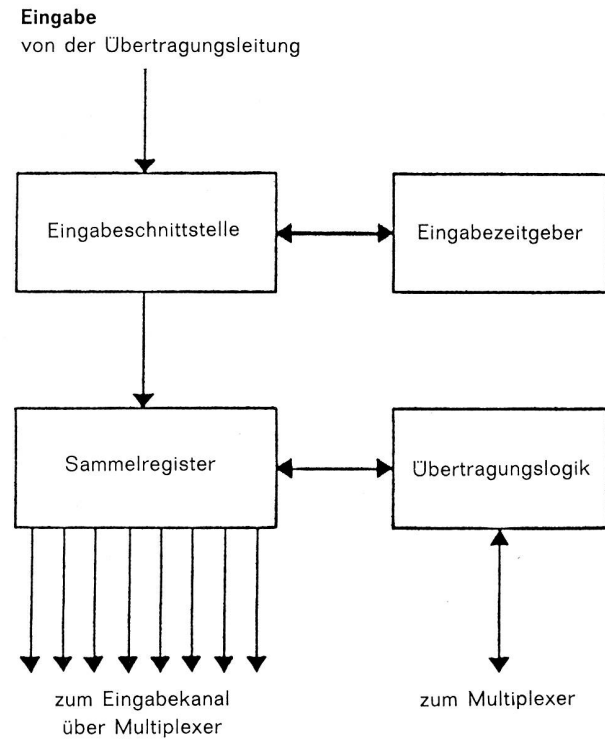 Eingabe
von der Übertragungsleitung
Eingabeschnittstelle
Eingabezeitgeber
Sammelregister
Übertragungslogik
zum Eingabekanal
über Multiplexer
zum Multiplexer